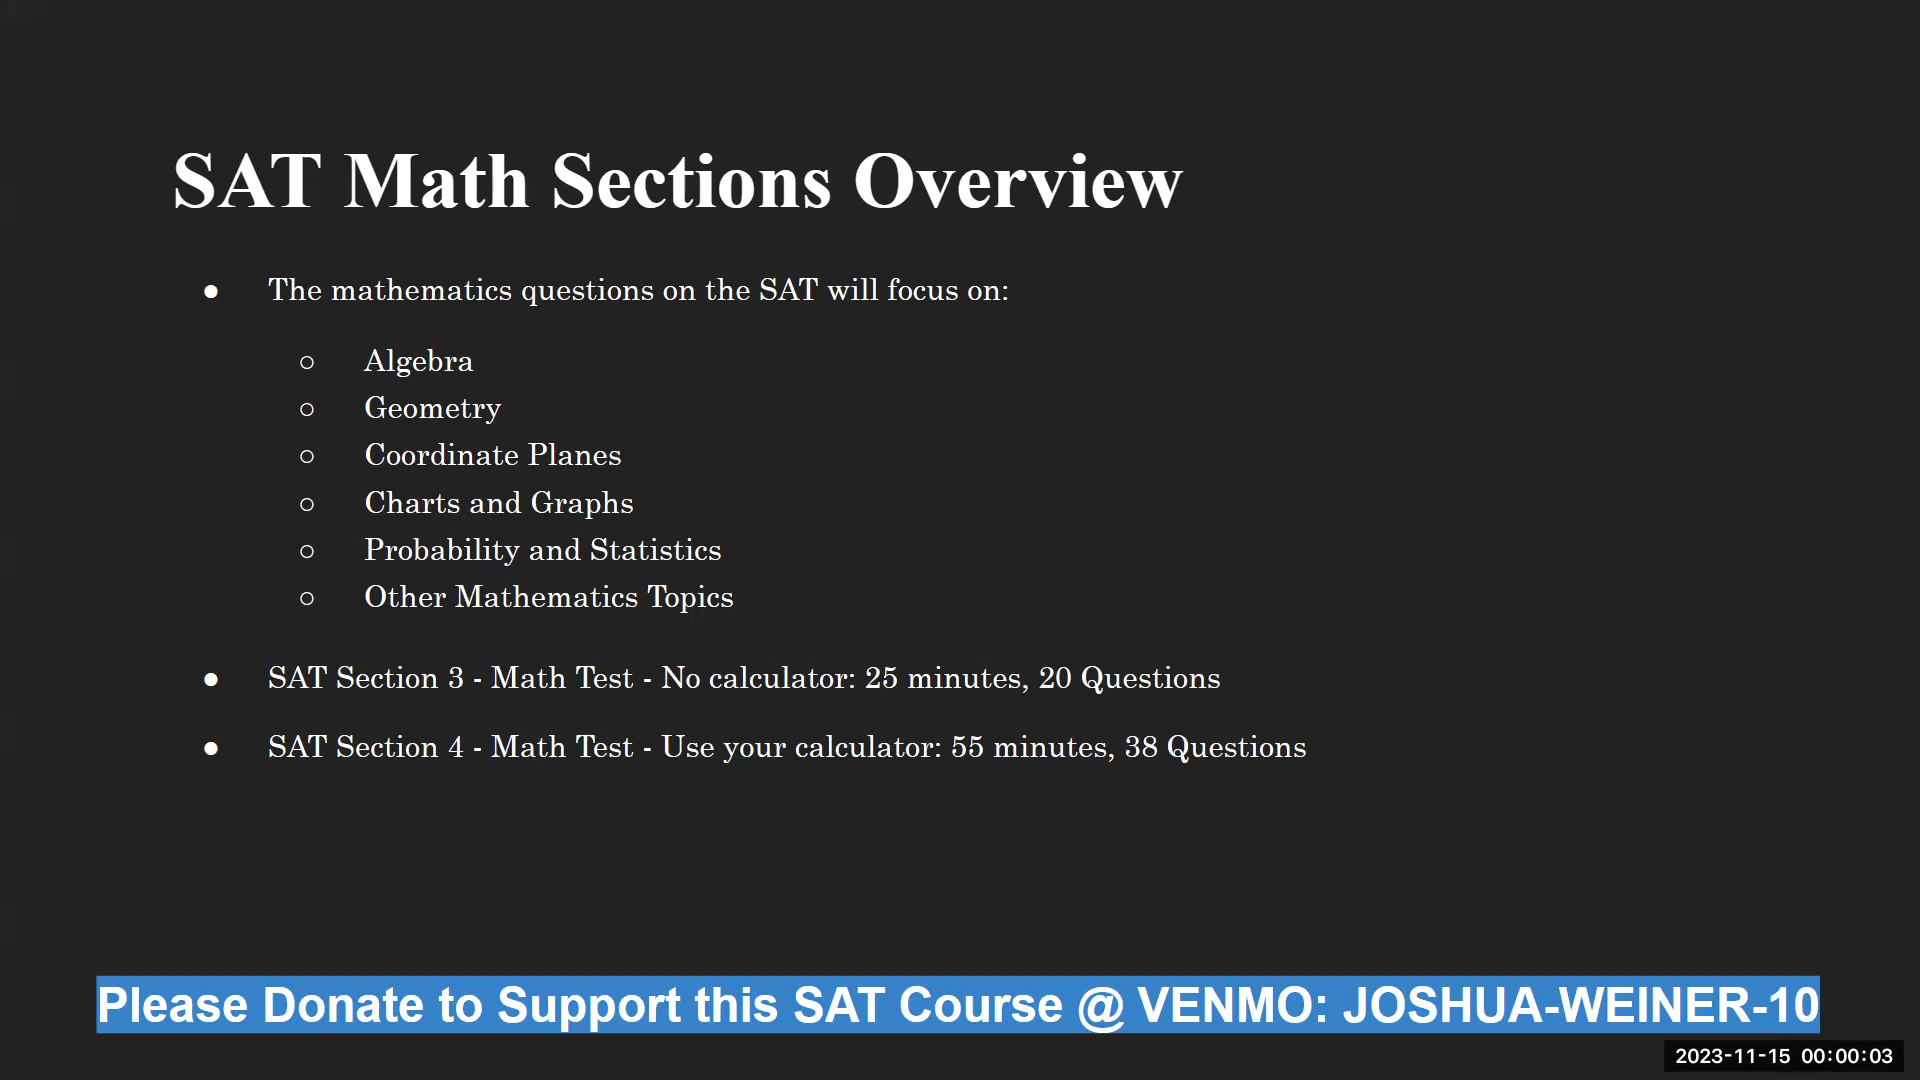 SAT Math Sections Overview
● The mathematics questions on the SAT will focus on:
○ Algebra
○ Geometry
○ Coordinate Planes
○ Charts and Graphs
○ Probability and Statistics
○ Other Mathematics Topics
● SAT Section 3 - Math Test - No calculator: 25 minutes, 20 Questions
● SAT Section 4 - Math Test - Use your calculator: 55 minutes, 38 Questions
Please Donate to Support this SAT Course @ VENMO: JOSHUA-WEINER-10
2023-11-15 00:00:03